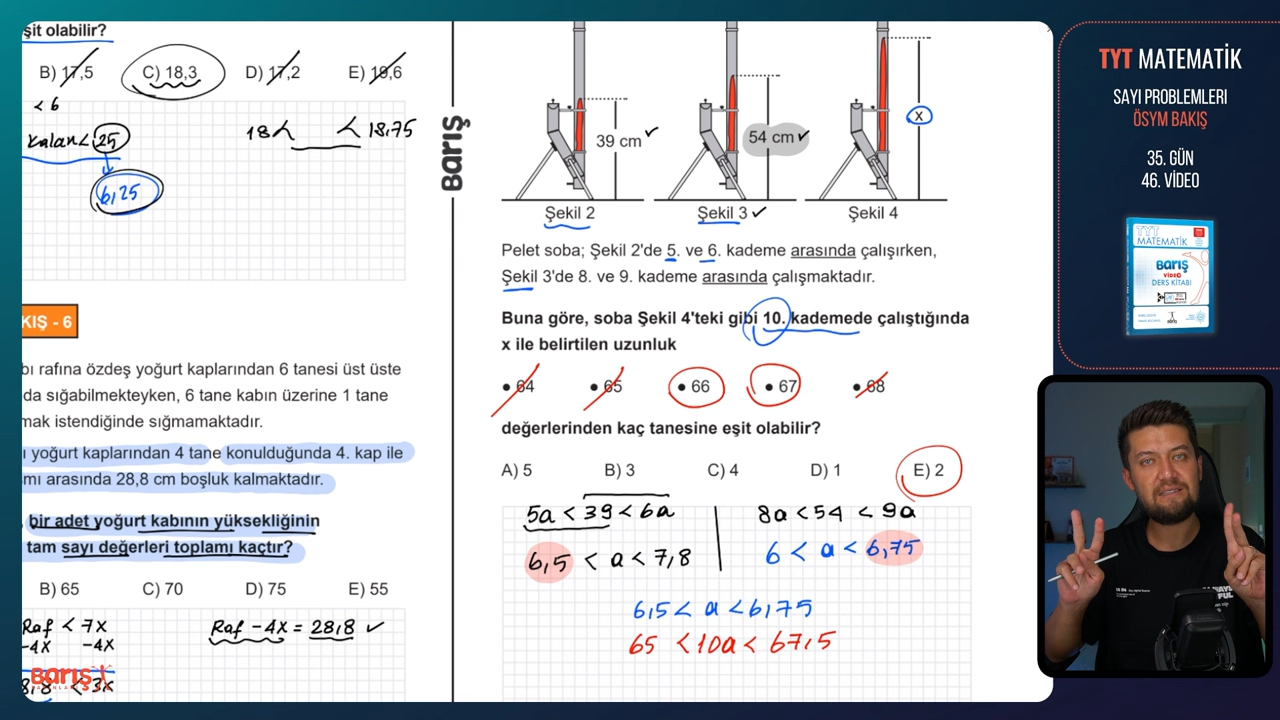 şit olabilir?
B) 17,5
C) 18,3
D) 17,2
E) 19,6
< 6
kalan < 25
6,25
18 <
< 18,75
KIŞ - 6
bı rafına özdeş yoğurt kaplarından 6 tanesi üst üste
da sığabilmekteyken, 6 tane kabın üzerine 1 tane
mak istendiğinde sığmamaktadır.
ı yoğurt kaplarından 4 tane konulduğunda 4. kap ile
mı arasında 28,8 cm boşluk kalmaktadır.
bir adet yoğurt kabının yüksekliğinin
tam sayı değerleri toplamı kaçtır?
B) 65
C) 70
D) 75
E) 55
Raf < 7x
-4x -4x
Raf - 4x = 28,8 ✓
8,8 < 3x
Barış
BARIŞ
39 cm ✓
54 cm ✓
x
Şekil 2
Şekil 3 ✓
Şekil 4
Pelet soba; Şekil 2'de 5. ve 6. kademe arasında çalışırken,
Şekil 3'de 8. ve 9. kademe arasında çalışmaktadır.
Buna göre, soba Şekil 4'teki gibi 10. kademede çalıştığında
x ile belirtilen uzunluk
• 64 • 65 • 66 • 67 • 68
değerlerinden kaç tanesine eşit olabilir?
A) 5 B) 3 C) 4 D) 1 E) 2
5a < 39 < 6a
6,5 < a < 7,8
8a < 54 < 9a
6 < a < 6,75
6,5 < a < 6,75
65 < 10a < 67,5
TYT MATEMATİK
SAYI PROBLEMLERI
ÖSYM BAKIŞ
35. GÜN
46. VİDEO
TYT
MATEMATİK
Barış
VİDEO
DERS KİTABI